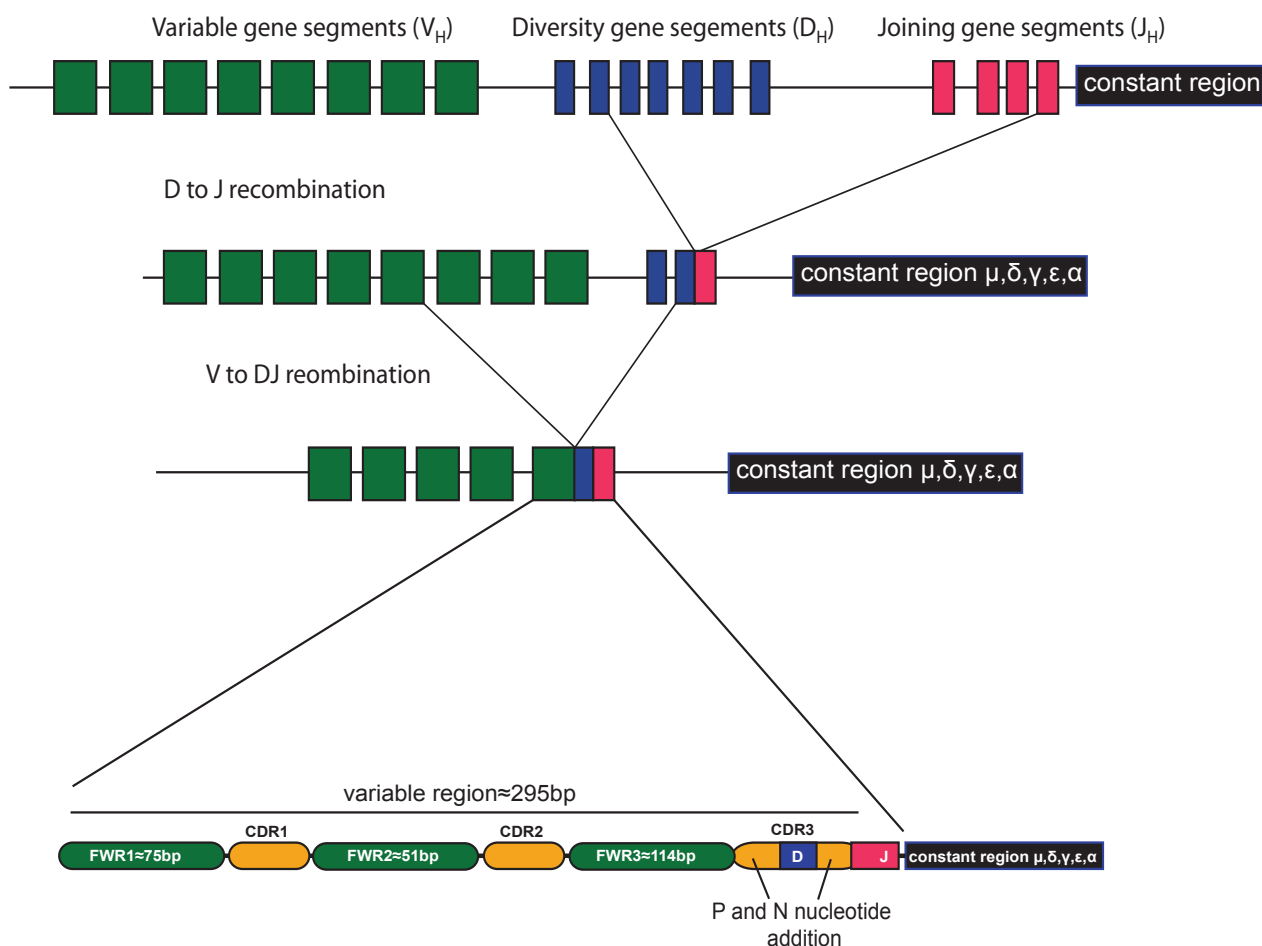 Variable gene segments (VH)
Diversity gene segements (DH)
Joining gene segments (JH)
constant region
D to J recombination
constant region μ,δ,γ,ε,α
V to DJ reombination
constant region μ,δ,γ,ε,α
variable region≈295bp
CDR1
CDR2
CDR3
FWR1≈75bp
FWR2≈51bp
FWR3≈114bp
D
J
constant region μ,δ,γ,ε,α
P and N nucleotide
addition